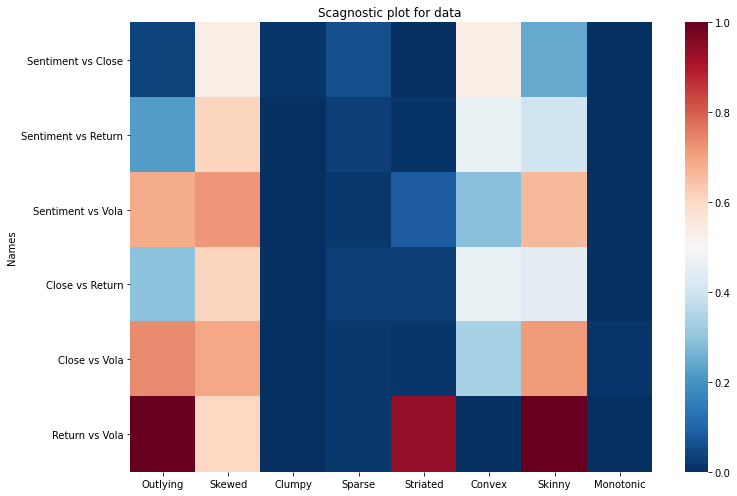 Scagnostic plot for data
Names
Sentiment vs Close
Sentiment vs Return
Sentiment vs Vola
Close vs Return
Close vs Vola
Return vs Vola
Outlying Skewed Clumpy Sparse Striated Convex Skinny Monotonic
1.0
0.8
0.6
0.4
0.2
0.0